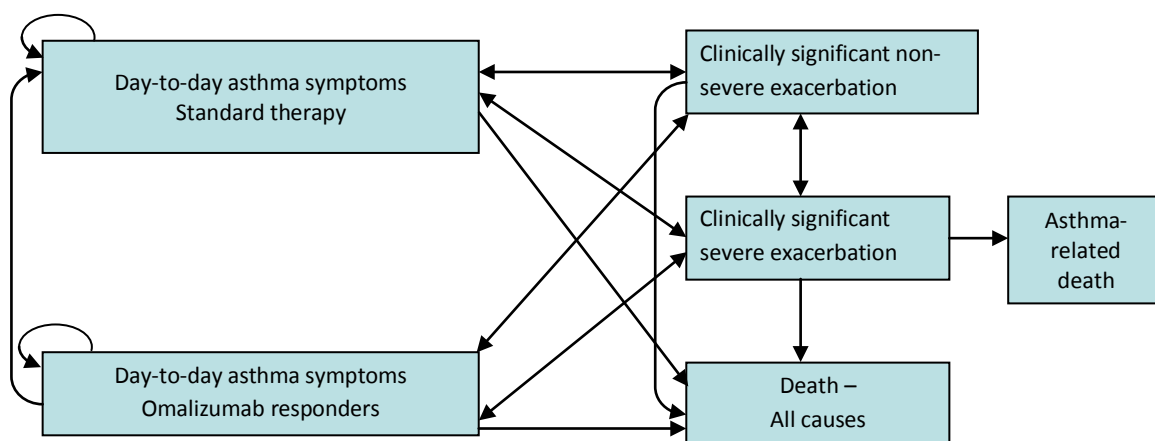 Day-to-day asthma symptoms
Standard therapy
Clinically significant non-
severe exacerbation
Clinically significant
severe exacerbation
Asthma-
related
death
Day-to-day asthma symptoms
Omalizumab responders
Death –
All causes